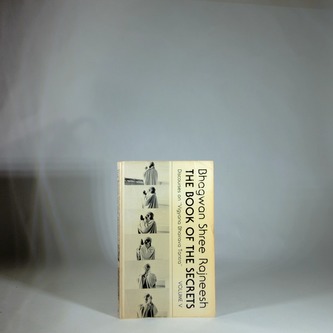 Bhagwan Shree Rajneesh
THE BOOK OF THE SECRETS
Discourses on "Vigyana Bhairava Tantra"
VOLUME V